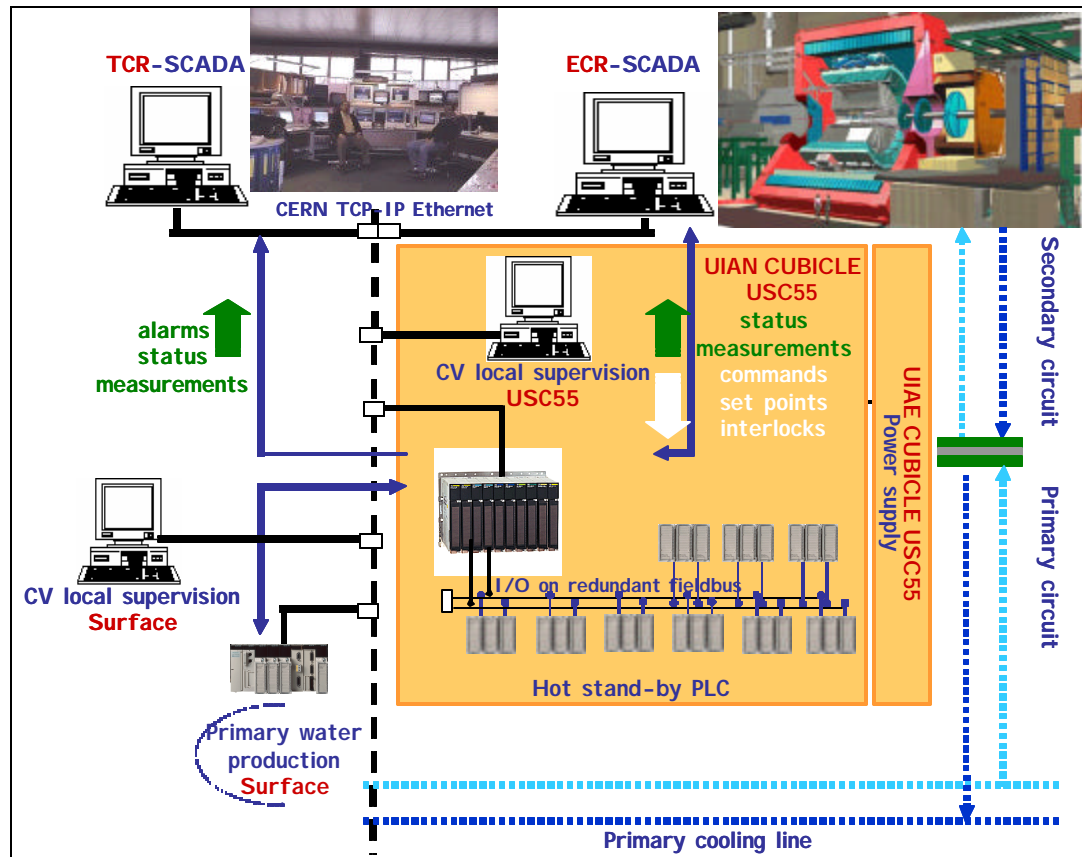 TCR-SCADA
ECR-SCADA
CERN TCP-IP Ethernet
UIAN CUBICLE
USC55
status
measurements
commands
set points
interlocks
alarms
status
measurements
CV local supervision
USC55
UIAE CUBICLE USC55
Power supply
Secondary circuit
Primary circuit
I/O on redundant fieldbus
CV local supervision
Surface
Hot stand-by PLC
Primary water
production
Surface
Primary cooling line